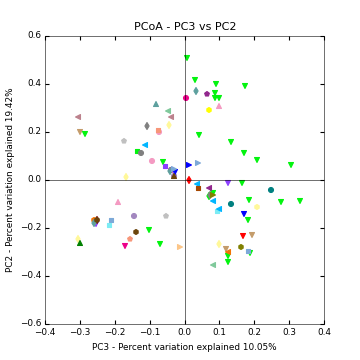 PCoA - PC3 vs PC2
0.6
0.4
0.2
0.0
−0.2
−0.4
−0.6
PC2 - Percent variation explained 19.42%
−0.4 −0.3 −0.2 −0.1 0.0 0.1 0.2 0.3 0.4
PC3 - Percent variation explained 10.05%